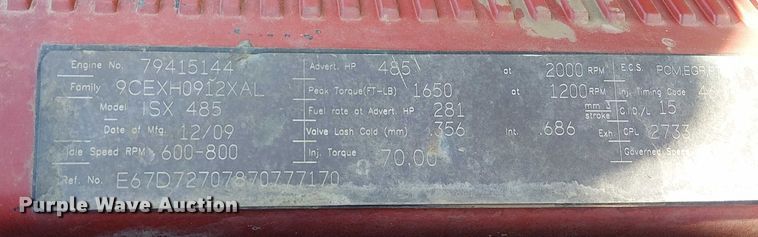 Engine No. 79415144 Advert. HP 485 at 2000 RPM E.C.S. PCM,EGR
Family 9CEXH0912XAL Peak Torque(FT-LB) 1650 at 1200 RPM Inj. Timing Code
Model ISX 485 Fuel rate at Advert. HP 281 mm 3 stroke C.I.D/L 15
Date of Mfg. 12/09 Valve Lash Cold (mm) .356 Int. .686 Exh CPL 2733
Idle Speed RPM 600-800 Inj. Torque 70.00 Governed Speed
Ref. No. E67D72707870777170
Purple Wave Auction